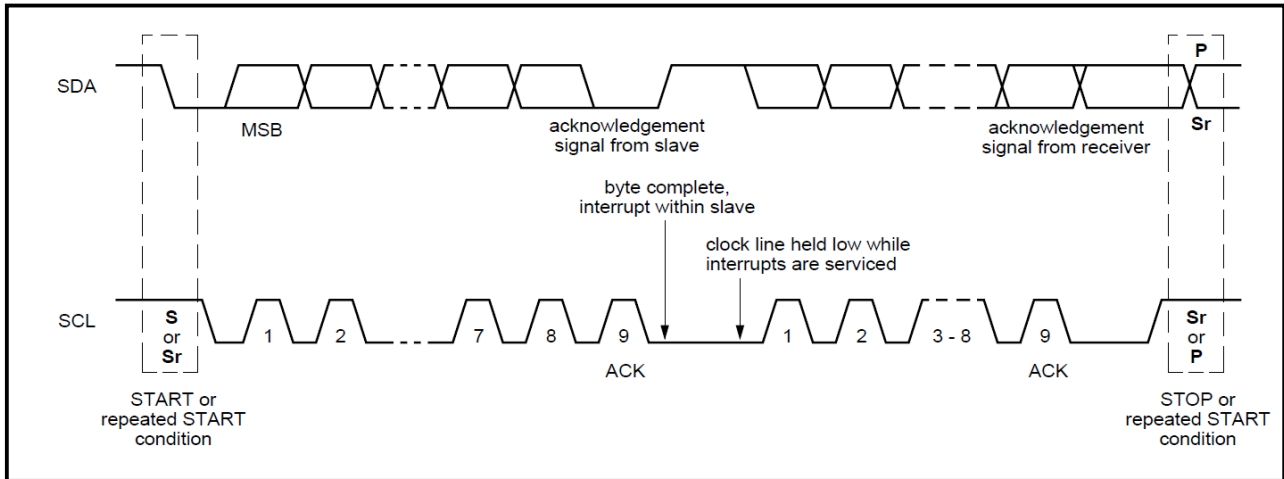 P
SDA
MSB
acknowledgement
signal from slave
acknowledgement
signal from receiver
Sr
byte complete,
interrupt within slave
clock line held low while
interrupts are serviced
SCL
S
or
Sr
1
2
7
8
9
1
2
3 - 8
9
Sr
or
P
ACK
ACK
START or
repeated START
condition
STOP or
repeated START
condition